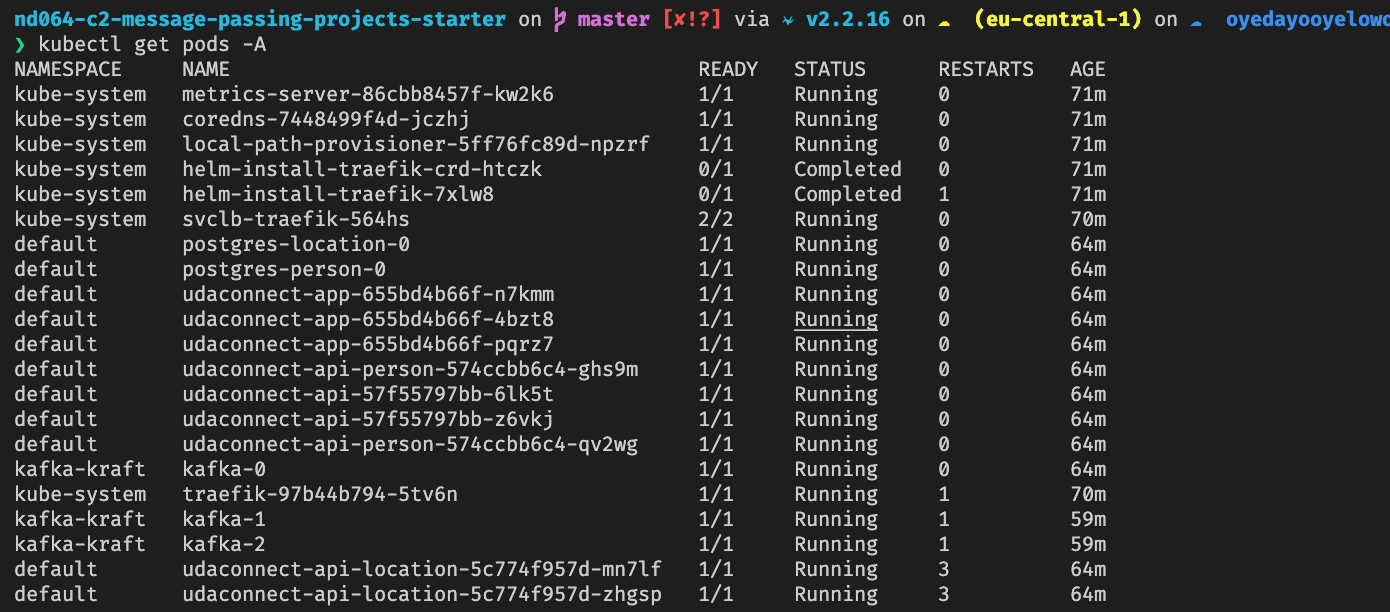 nd064-c2-message-passing-projects-starter on master [✘!?] via v2.2.16 on ☁ (eu-central-1) on ☁
❯ kubectl get pods -A
NAMESPACE NAME READY STATUS RESTARTS AGE
kube-system metrics-server-86cbb8457f-kw2k6 1/1 Running 0 71m
kube-system coredns-7448499f4d-jczhj 1/1 Running 0 71m
kube-system local-path-provisioner-5ff76fc89d-npzrf 1/1 Running 0 71m
kube-system helm-install-traefik-crd-htczk 0/1 Completed 0 71m
kube-system helm-install-traefik-7xlw8 0/1 Completed 1 71m
kube-system svclb-traefik-564hs 2/2 Running 0 70m
default postgres-location-0 1/1 Running 0 64m
default postgres-person-0 1/1 Running 0 64m
default udaconnect-app-655bd4b66f-n7kmm 1/1 Running 0 64m
default udaconnect-app-655bd4b66f-4bzt8 1/1 Running 0 64m
default udaconnect-app-655bd4b66f-pqrz7 1/1 Running 0 64m
default udaconnect-api-person-574ccbb6c4-ghs9m 1/1 Running 0 64m
default udaconnect-api-57f55797bb-6lk5t 1/1 Running 0 64m
default udaconnect-api-57f55797bb-z6vkj 1/1 Running 0 64m
default udaconnect-api-person-574ccbb6c4-qv2wg 1/1 Running 0 64m
kafka-kraft kafka-0 1/1 Running 0 64m
kube-system traefik-97b44b794-5tv6n 1/1 Running 1 70m
kafka-kraft kafka-1 1/1 Running 1 59m
kafka-kraft kafka-2 1/1 Running 1 59m
default udaconnect-api-location-5c774f957d-mn7lf 1/1 Running 3 64m
default udaconnect-api-location-5c774f957d-zhgsp 1/1 Running 3 64m